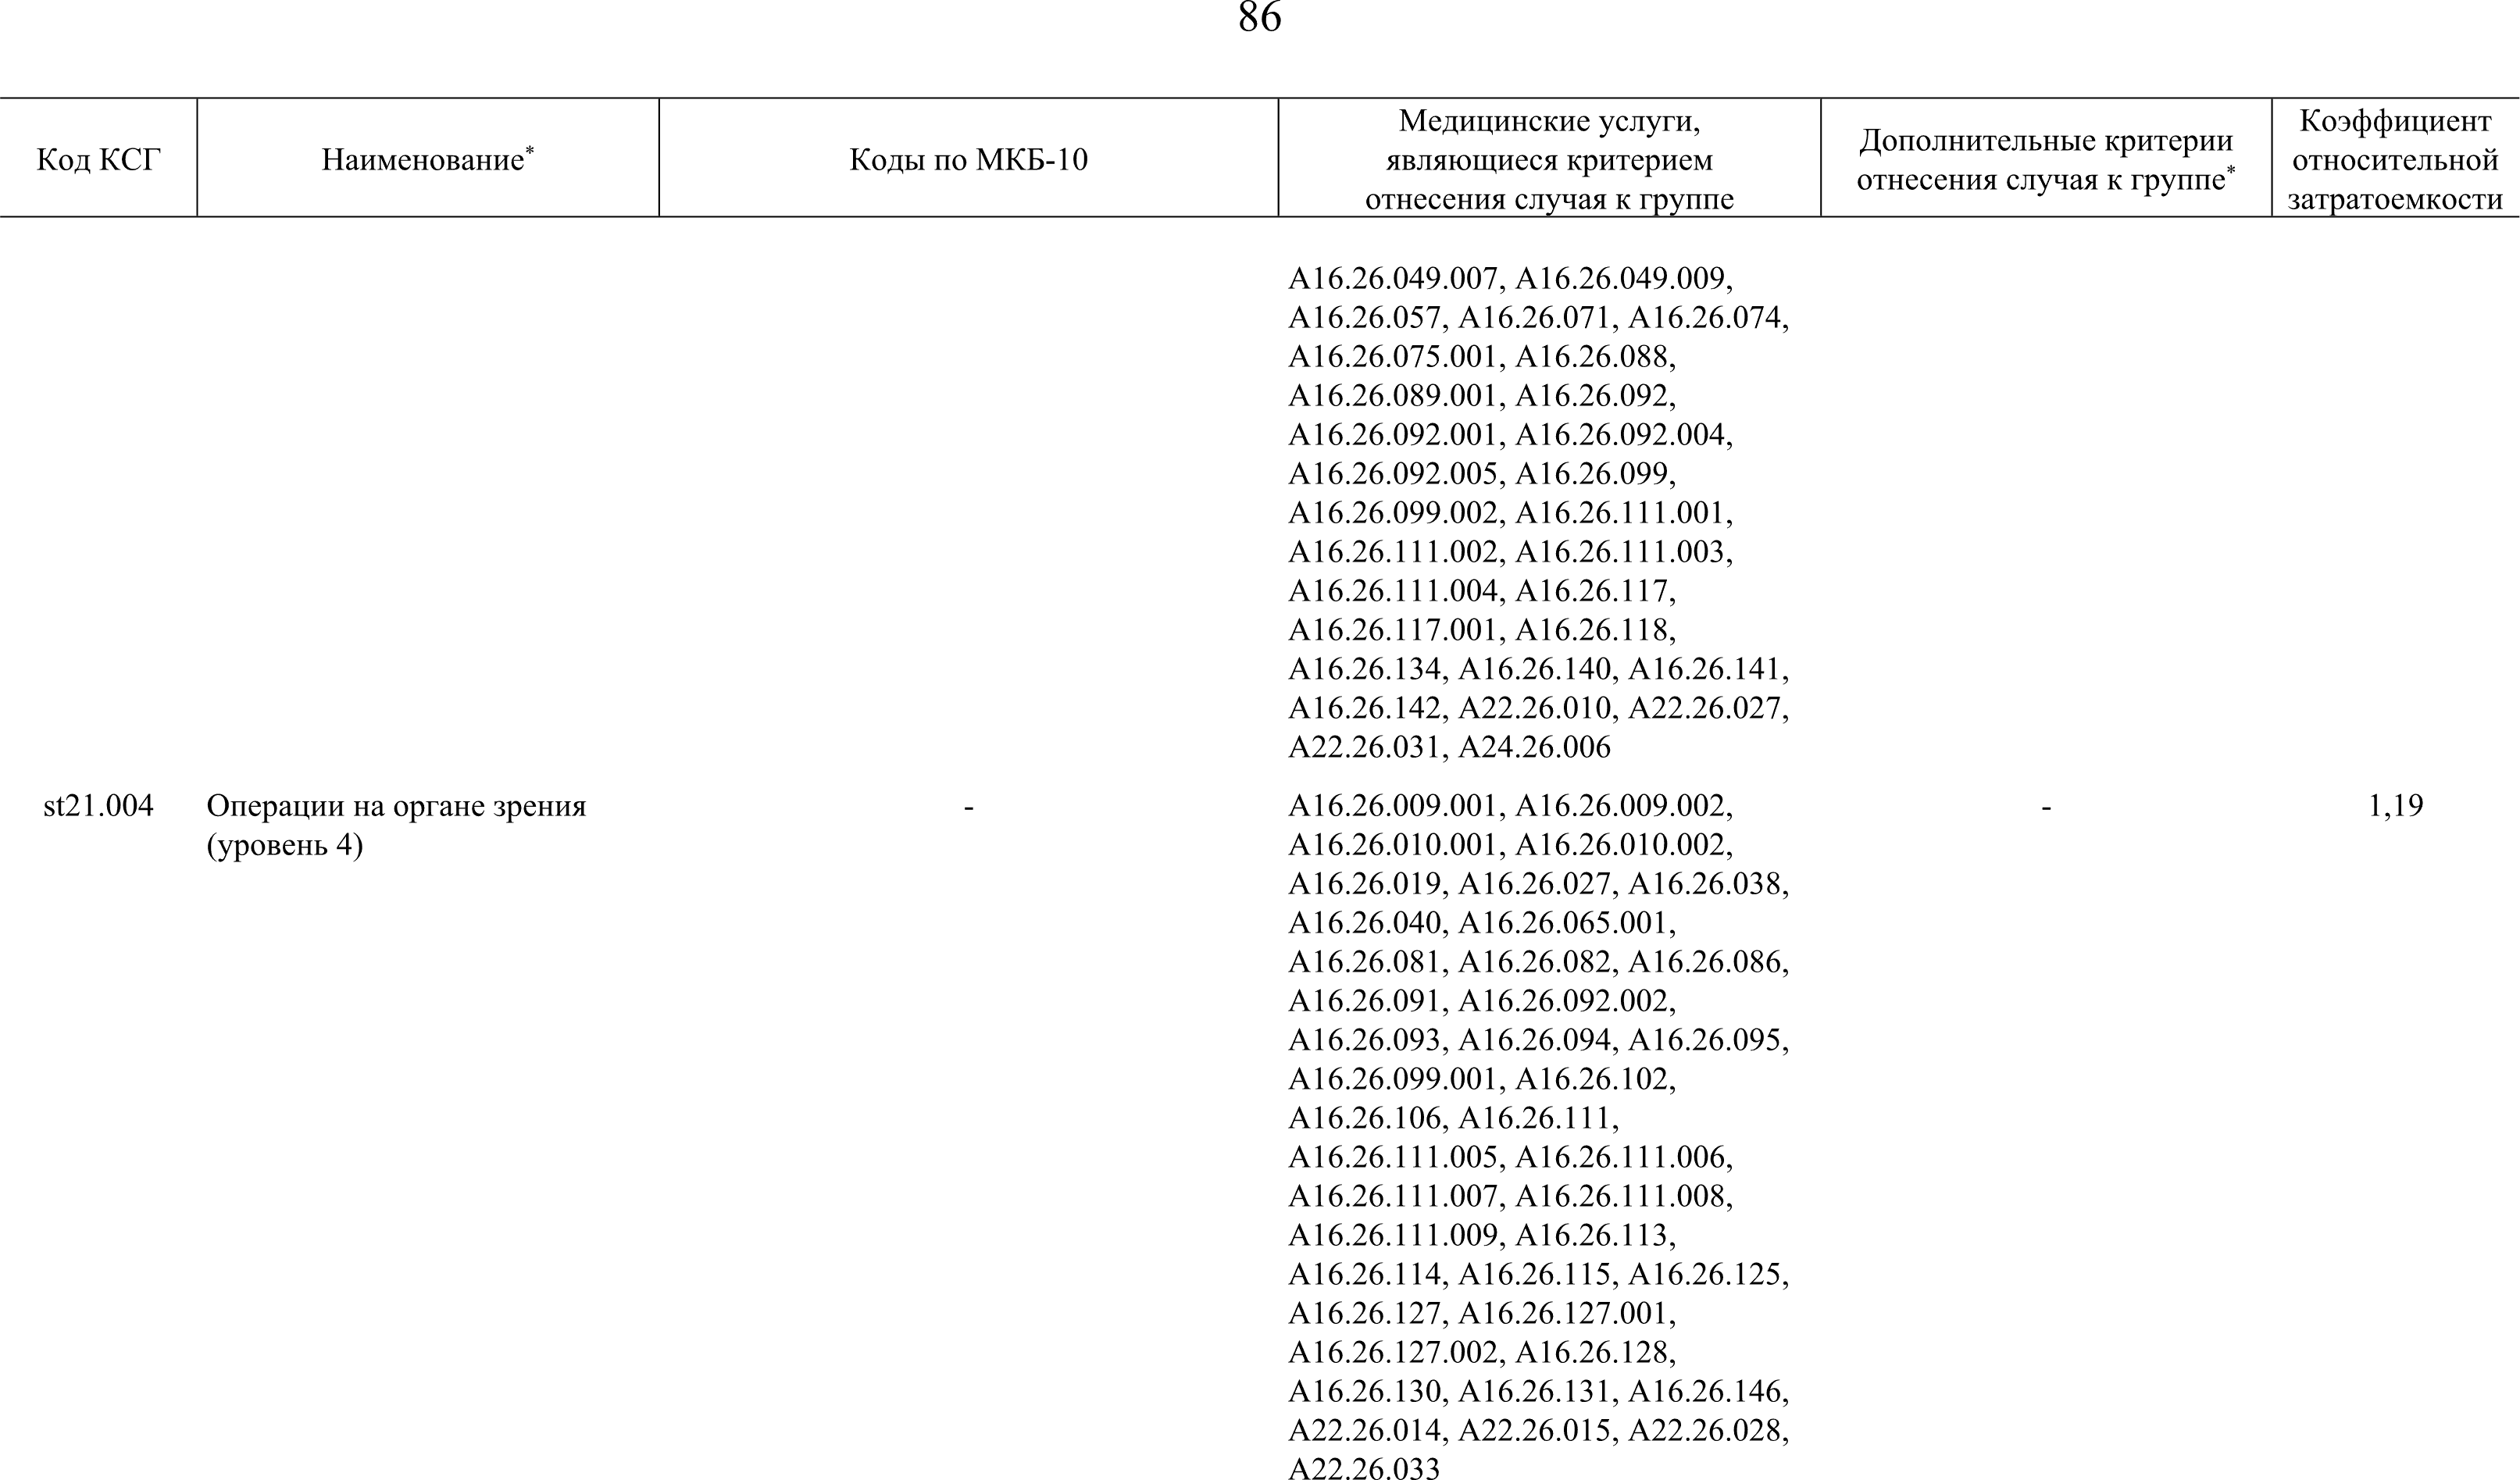 86
Код КСГ
Наименование*
Коды по МКБ-10
Медицинские услуги,
являющиеся критерием
отнесения случая к группе
Дополнительные критерии
отнесения случая к группе*
Коэффициент
относительной
затратоемкости
A16.26.049.007, A16.26.049.009,
A16.26.057, A16.26.071, A16.26.074,
A16.26.075.001, A16.26.088,
A16.26.089.001, A16.26.092,
A16.26.092.001, A16.26.092.004,
A16.26.092.005, A16.26.099,
A16.26.099.002, A16.26.111.001,
A16.26.111.002, A16.26.111.003,
A16.26.111.004, A16.26.117,
A16.26.117.001, A16.26.118,
A16.26.134, A16.26.140, A16.26.141,
A16.26.142, A22.26.010, A22.26.027,
A22.26.031, A24.26.006
st21.004
Операции на органе зрения
(уровень 4)
-
A16.26.009.001, A16.26.009.002,
A16.26.010.001, A16.26.010.002,
A16.26.019, A16.26.027, A16.26.038,
A16.26.040, A16.26.065.001,
A16.26.081, A16.26.082, A16.26.086,
A16.26.091, A16.26.092.002,
A16.26.093, A16.26.094, A16.26.095,
A16.26.099.001, A16.26.102,
A16.26.106, A16.26.111,
A16.26.111.005, A16.26.111.006,
A16.26.111.007, A16.26.111.008,
A16.26.111.009, A16.26.113,
A16.26.114, A16.26.115, A16.26.125,
A16.26.127, A16.26.127.001,
A16.26.127.002, A16.26.128,
A16.26.130, A16.26.131, A16.26.146,
A22.26.014, A22.26.015, A22.26.028,
A22.26.033
-
1,19